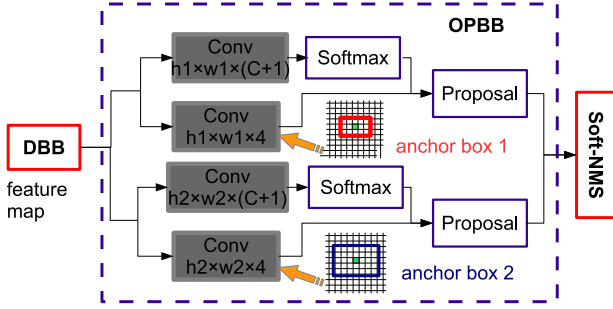 OPBB
Conv
h1×w1×(C+1)
Softmax
Conv
h1×w1×4
Proposal
anchor box 1
DBB
feature
map
Conv
h2×w2×(C+1)
Softmax
Conv
h2×w2×4
Proposal
anchor box 2
Soft-NMS